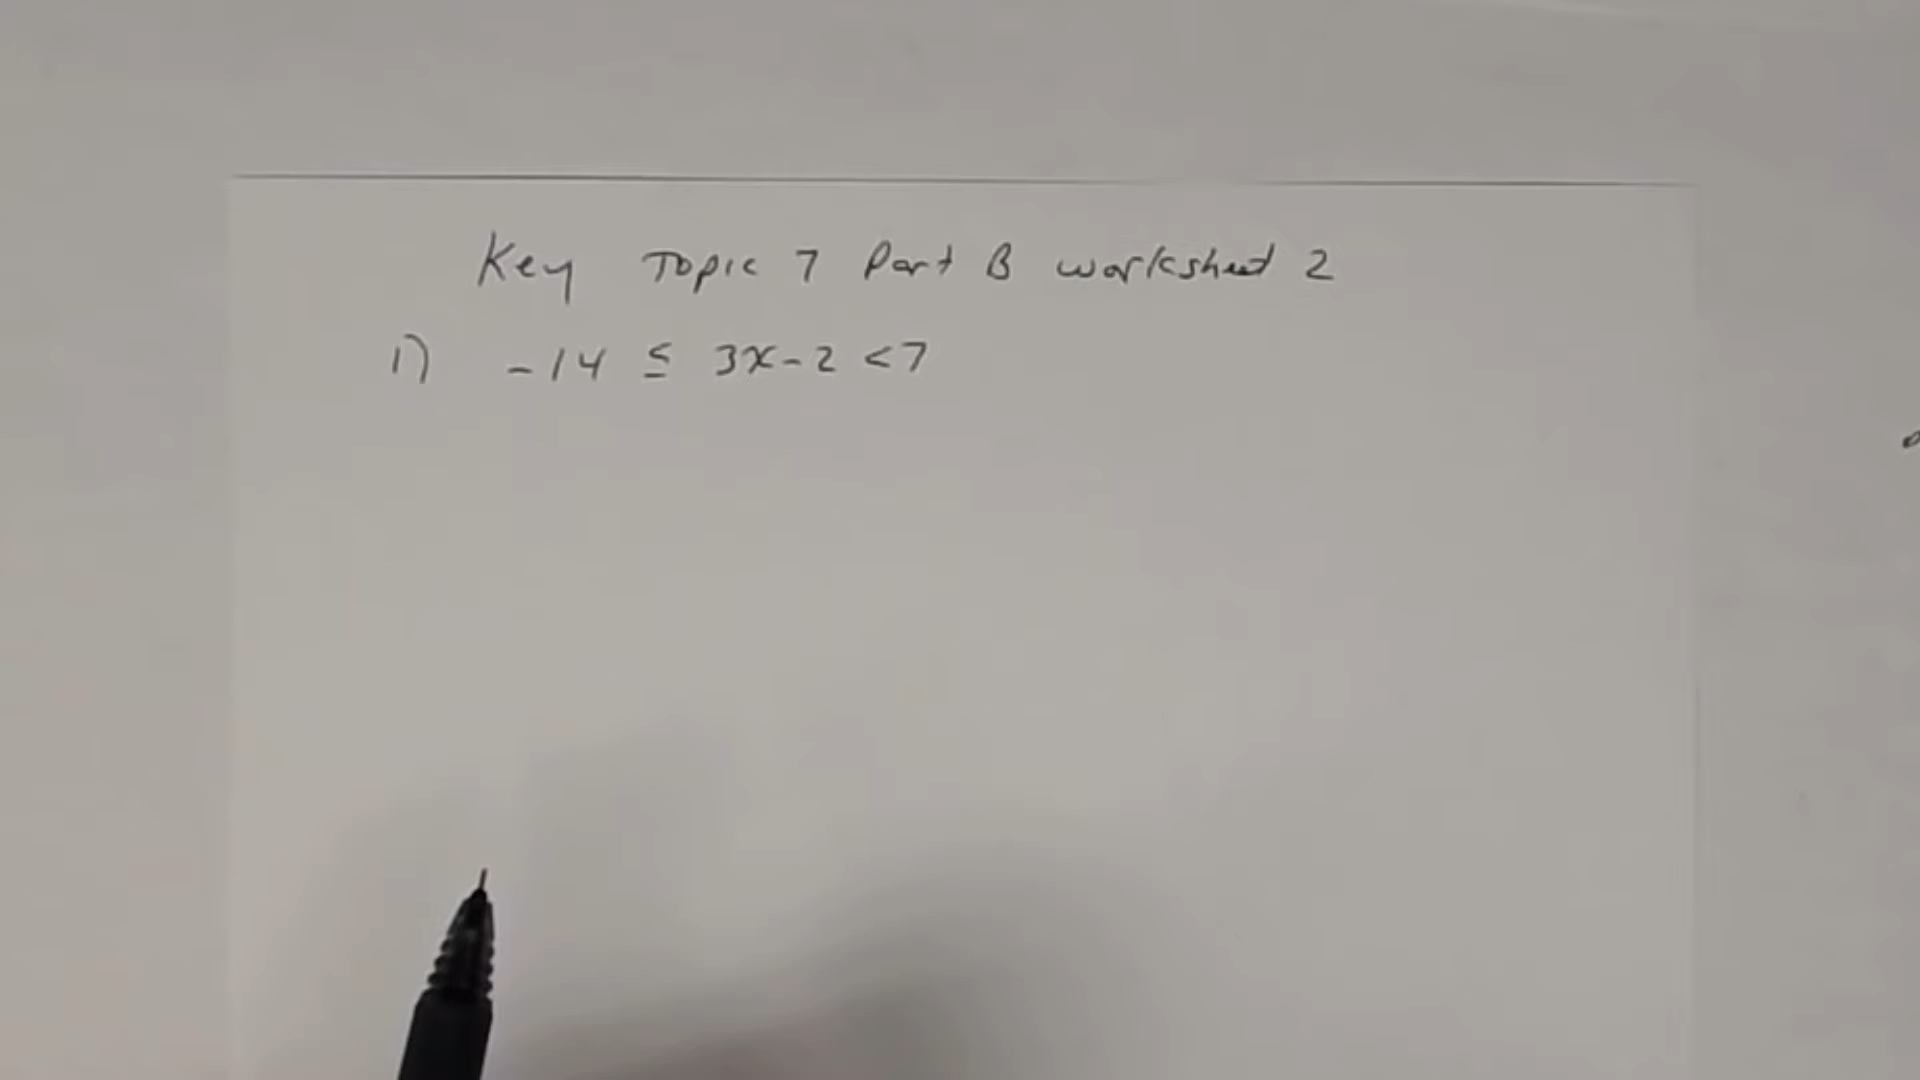 Key Topic 7 Part B worksheet 2
1) -14 ≤ 3x-2 <7